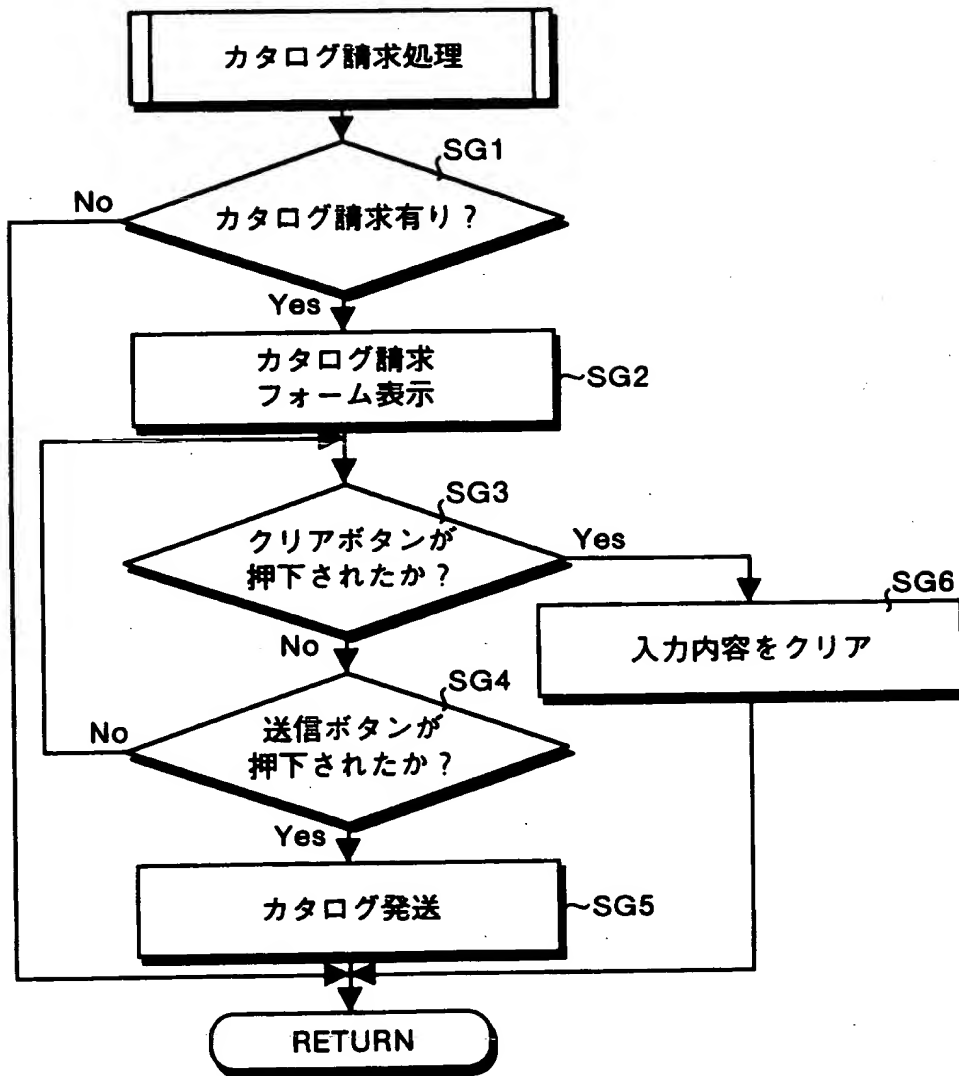 カタログ請求処理
SG1
No
カタログ請求有り?
Yes
カタログ請求
フォーム表示
SG2
SG3
クリアボタンが
押下されたか?
Yes
SG6
入力内容をクリア
No
SG4
No
送信ボタンが
押下されたか?
Yes
カタログ発送
SG5
RETURN